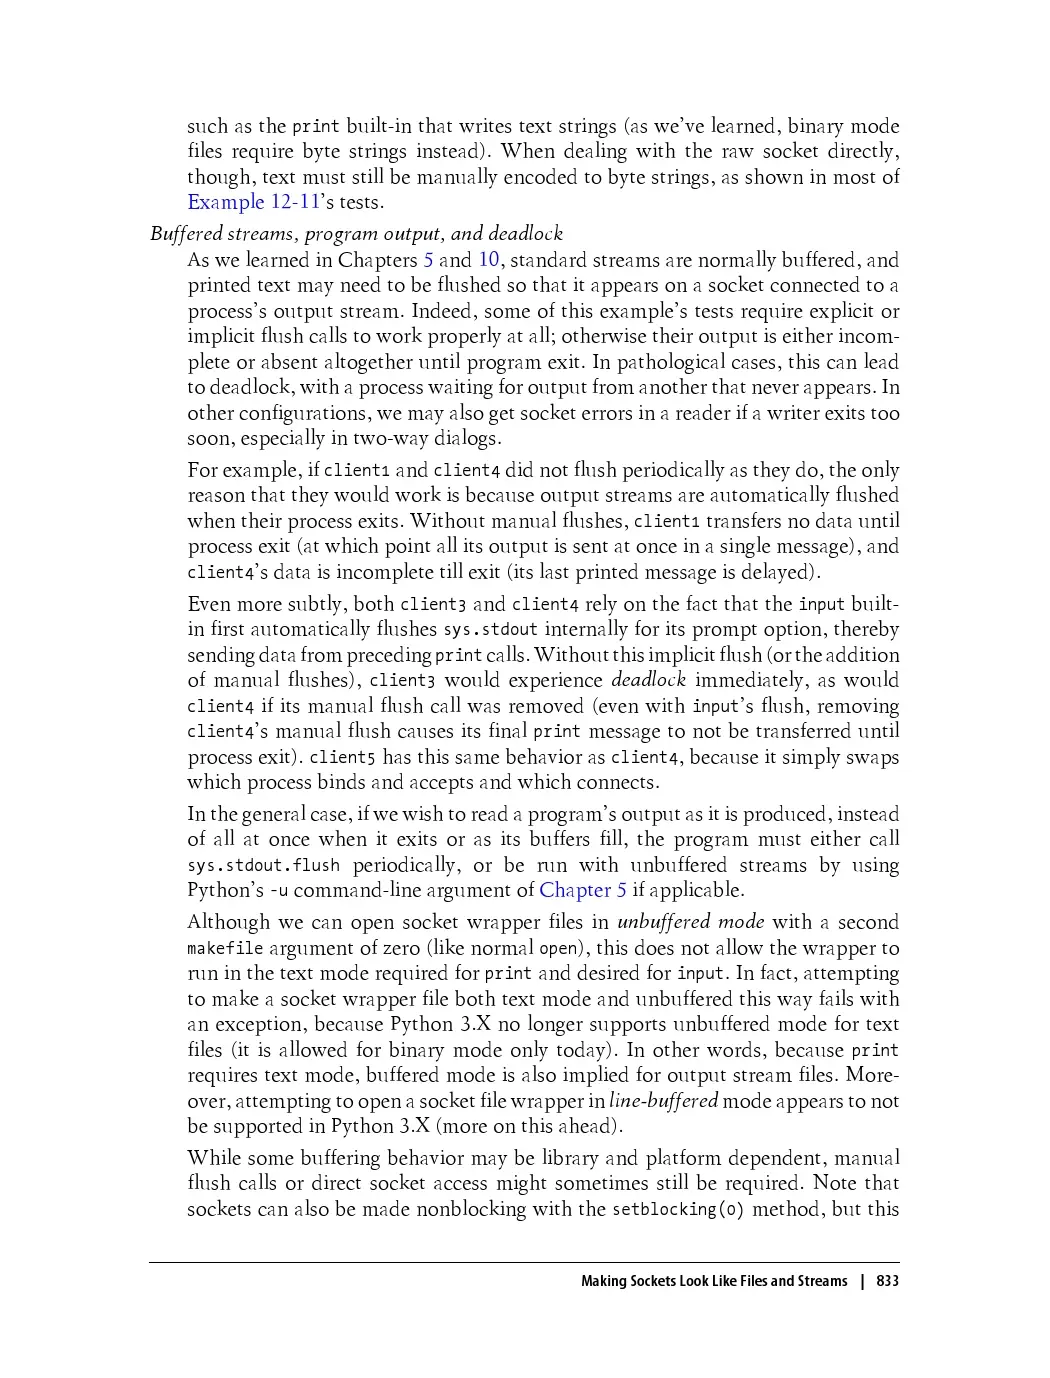 such as the print built-in that writes text strings (as we’ve learned, binary mode
files require byte strings instead). When dealing with the raw socket directly,
though, text must still be manually encoded to byte strings, as shown in most of
Example 12-11’s tests.
Buffered streams, program output, and deadlock
As we learned in Chapters 5 and 10, standard streams are normally buffered, and
printed text may need to be flushed so that it appears on a socket connected to a
process’s output stream. Indeed, some of this example’s tests require explicit or
implicit flush calls to work properly at all; otherwise their output is either incom-
plete or absent altogether until program exit. In pathological cases, this can lead
to deadlock, with a process waiting for output from another that never appears. In
other configurations, we may also get socket errors in a reader if a writer exits too
soon, especially in two-way dialogs.
For example, if client1 and client4 did not flush periodically as they do, the only
reason that they would work is because output streams are automatically flushed
when their process exits. Without manual flushes, client1 transfers no data until
process exit (at which point all its output is sent at once in a single message), and
client4’s data is incomplete till exit (its last printed message is delayed).
Even more subtly, both client3 and client4 rely on the fact that the input built-
in first automatically flushes sys.stdout internally for its prompt option, thereby
sending data from preceding print calls. Without this implicit flush (or the addition
of manual flushes), client3 would experience deadlock immediately, as would
client4 if its manual flush call was removed (even with input’s flush, removing
client4’s manual flush causes its final print message to not be transferred until
process exit). client5 has this same behavior as client4, because it simply swaps
which process binds and accepts and which connects.
In the general case, if we wish to read a program’s output as it is produced, instead
of all at once when it exits or as its buffers fill, the program must either call
sys.stdout.flush periodically, or be run with unbuffered streams by using
Python’s -u command-line argument of Chapter 5 if applicable.
Although we can open socket wrapper files in unbuffered mode with a second
makefile argument of zero (like normal open), this does not allow the wrapper to
run in the text mode required for print and desired for input. In fact, attempting
to make a socket wrapper file both text mode and unbuffered this way fails with
an exception, because Python 3.X no longer supports unbuffered mode for text
files (it is allowed for binary mode only today). In other words, because print
requires text mode, buffered mode is also implied for output stream files. More-
over, attempting to open a socket file wrapper in line-buffered mode appears to not
be supported in Python 3.X (more on this ahead).
While some buffering behavior may be library and platform dependent, manual
flush calls or direct socket access might sometimes still be required. Note that
sockets can also be made nonblocking with the setblocking(0) method, but this
Making Sockets Look Like Files and Streams | 833